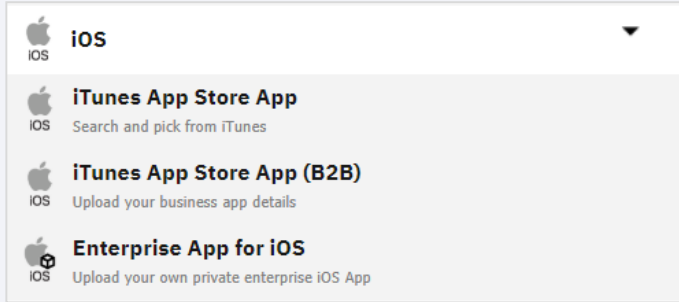 iOS
iOS
iTunes App Store App
Search and pick from iTunes
iOS
iTunes App Store App (B2B)
Upload your business app details
iOS
Enterprise App for iOS
Upload your own private enterprise iOS App
iOS